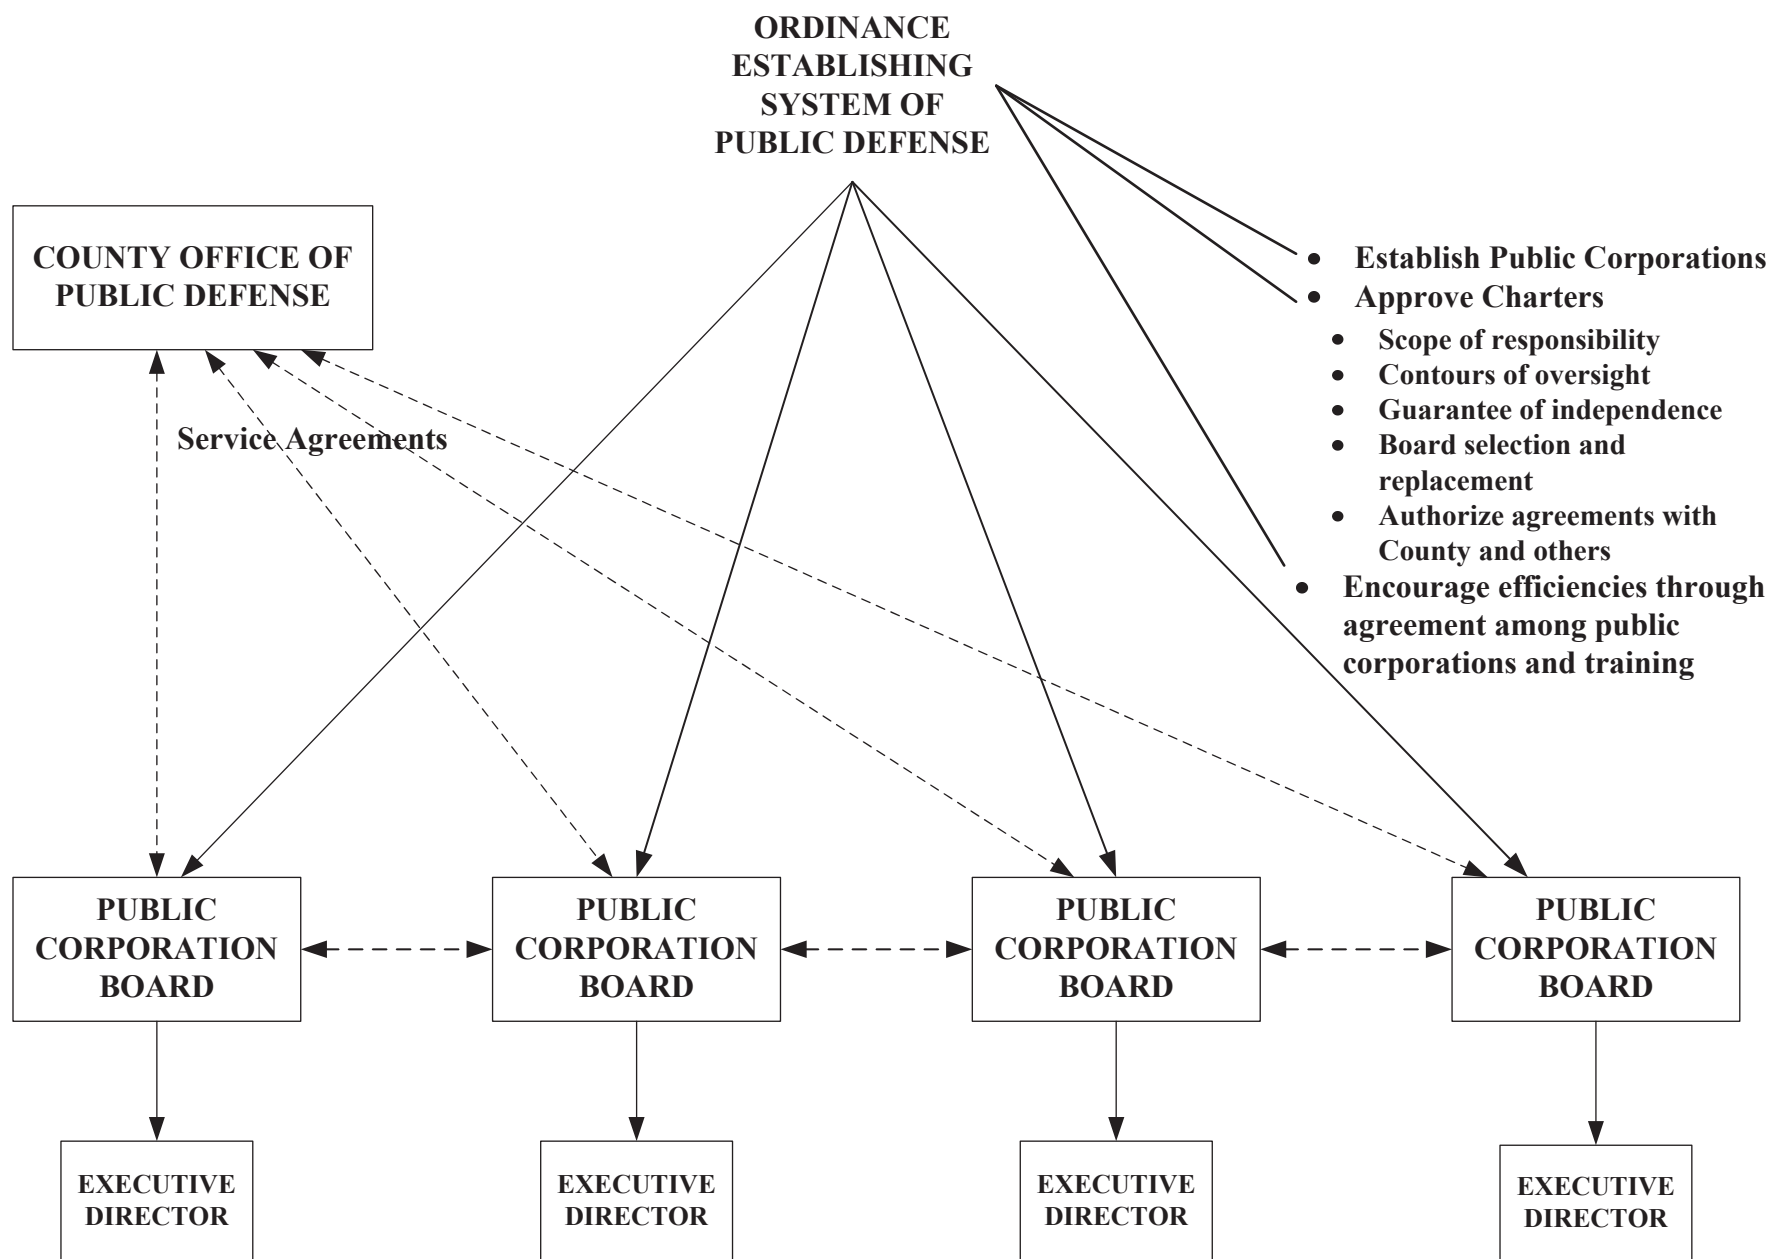 ORDINANCE
ESTABLISHING
SYSTEM OF
PUBLIC DEFENSE
COUNTY OFFICE OF
PUBLIC DEFENSE
• Establish Public Corporations
• Approve Charters
• Scope of responsibility
• Contours of oversight
• Guarantee of independence
• Board selection and
replacement
• Authorize agreements with
County and others
• Encourage efficiencies through
agreement among public
corporations and training
Service Agreements
PUBLIC
CORPORATION
BOARD
PUBLIC
CORPORATION
BOARD
PUBLIC
CORPORATION
BOARD
PUBLIC
CORPORATION
BOARD
EXECUTIVE
DIRECTOR
EXECUTIVE
DIRECTOR
EXECUTIVE
DIRECTOR
EXECUTIVE
DIRECTOR